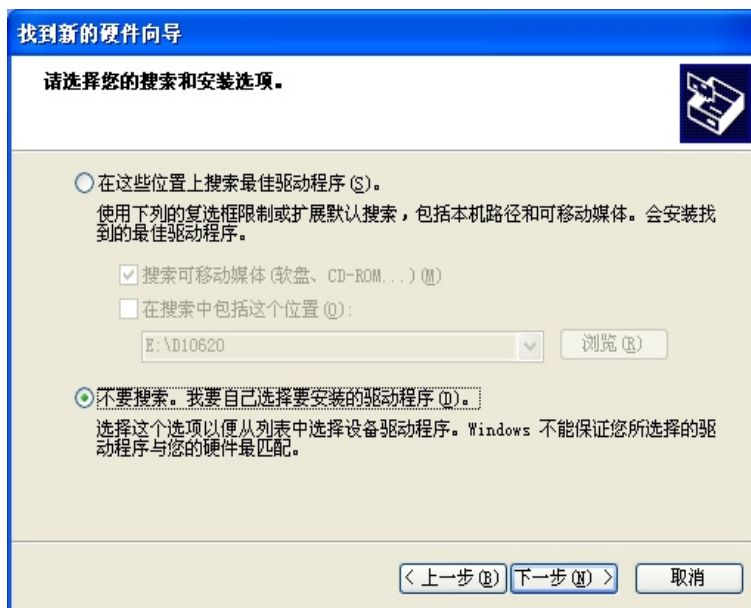 找到新的硬件向导
请选择您的搜索和安装选项。
在这些位置上搜索最佳驱动程序(S)。
使用下列的复选框限制或扩展默认搜索，包括本机路径和可移动媒体。会安装找
到的最佳驱动程序。
搜索可移动媒体(软盘、CD-ROM...)(M)
在搜索中包括这个位置(O):
E:\D10620
浏览(R)
不要搜索。我要自己选择要安装的驱动程序(D)。
选择这个选项以便从列表中选择设备驱动程序。Windows 不能保证您所选择的驱
动程序与您的硬件最匹配。
< 上一步(B) 下一步(N) > 取消